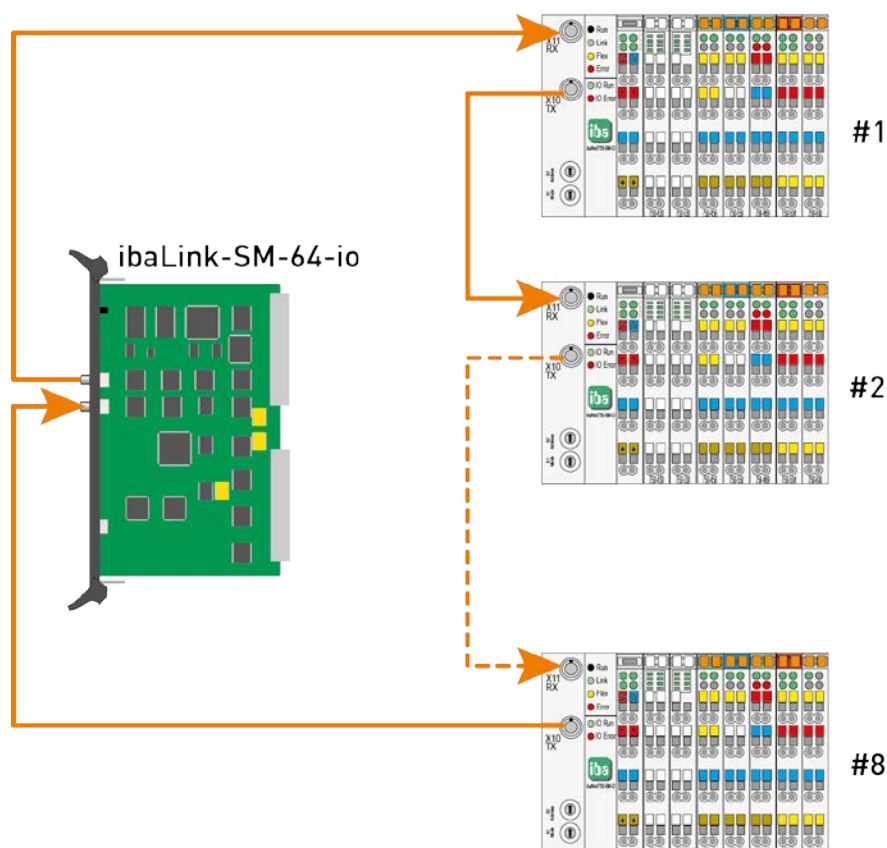 X11
RX
Run
Link
Flex
Error
X10
TX
IO Run
IO Error
iba
#1
ibaLink-SM-64-io
X11
RX
Run
Link
Flex
Error
X10
TX
IO Run
IO Error
iba
#2
X11
RX
Run
Link
Flex
Error
X10
TX
IO Run
IO Error
iba
#8